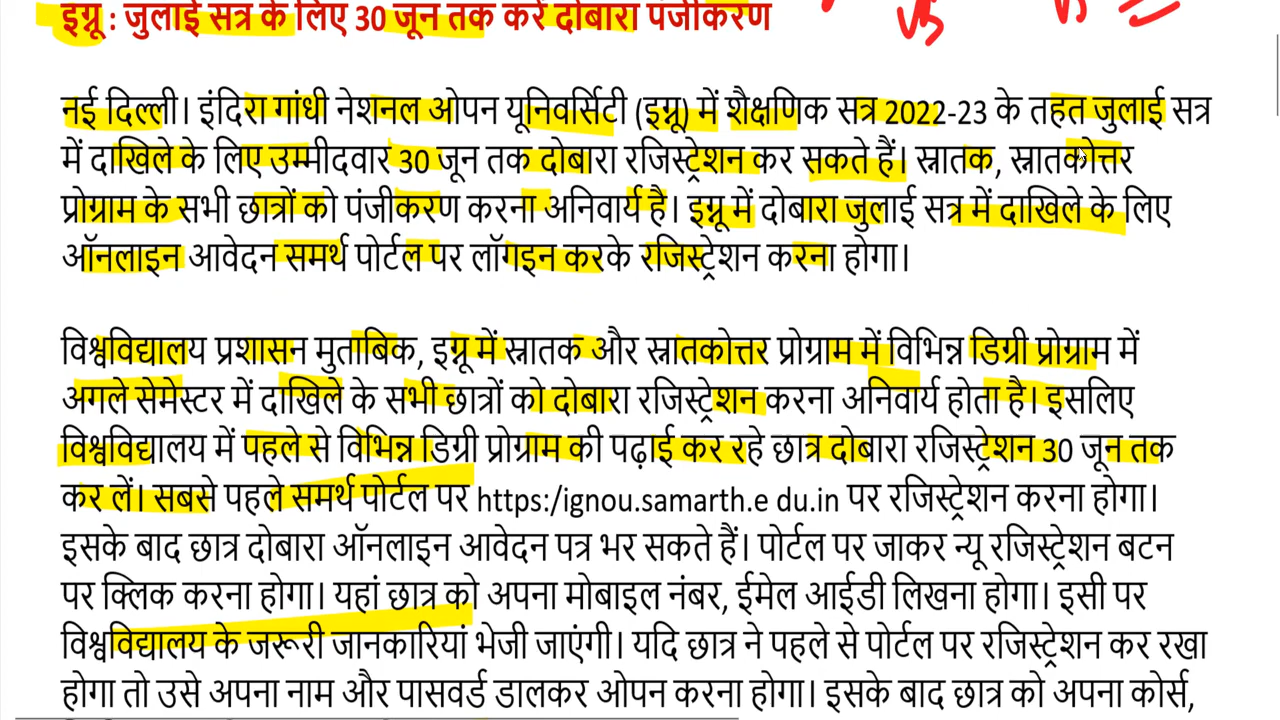 इग्नू : जुलाई सत्र के लिए 30 जून तक करें दोबारा पंजीकरण
vs
नई दिल्ली। इंदिरा गांधी नेशनल ओपन यूनिवर्सिटी (इग्नू) में शैक्षणिक सत्र 2022-23 के तहत जुलाई सत्र
में दाखिले के लिए उम्मीदवार 30 जून तक दोबारा रजिस्ट्रेशन कर सकते हैं। स्नातक, स्नातकोत्तर
प्रोग्राम के सभी छात्रों को पंजीकरण करना अनिवार्य है। इग्नू में दोबारा जुलाई सत्र में दाखिले के लिए
ऑनलाइन आवेदन समर्थ पोर्टल पर लॉगइन करके रजिस्ट्रेशन करना होगा।
विश्वविद्यालय प्रशासन मुताबिक, इग्नू में स्नातक और स्नातकोत्तर प्रोग्राम में विभिन्न डिग्री प्रोग्राम में
अगले सेमेस्टर में दाखिले के सभी छात्रों को दोबारा रजिस्ट्रेशन करना अनिवार्य होता है। इसलिए
विश्वविद्यालय में पहले से विभिन्न डिग्री प्रोग्राम की पढ़ाई कर रहे छात्र दोबारा रजिस्ट्रेशन 30 जून तक
कर लें। सबसे पहले समर्थ पोर्टल पर https:/ignou.samarth.e du.in पर रजिस्ट्रेशन करना होगा।
इसके बाद छात्र दोबारा ऑनलाइन आवेदन पत्र भर सकते हैं। पोर्टल पर जाकर न्यू रजिस्ट्रेशन बटन
पर क्लिक करना होगा। यहां छात्र को अपना मोबाइल नंबर, ईमेल आईडी लिखना होगा। इसी पर
विश्वविद्यालय के जरूरी जानकारियां भेजी जाएंगी। यदि छात्र ने पहले से पोर्टल पर रजिस्ट्रेशन कर रखा
होगा तो उसे अपना नाम और पासवर्ड डालकर ओपन करना होगा। इसके बाद छात्र को अपना कोर्स,